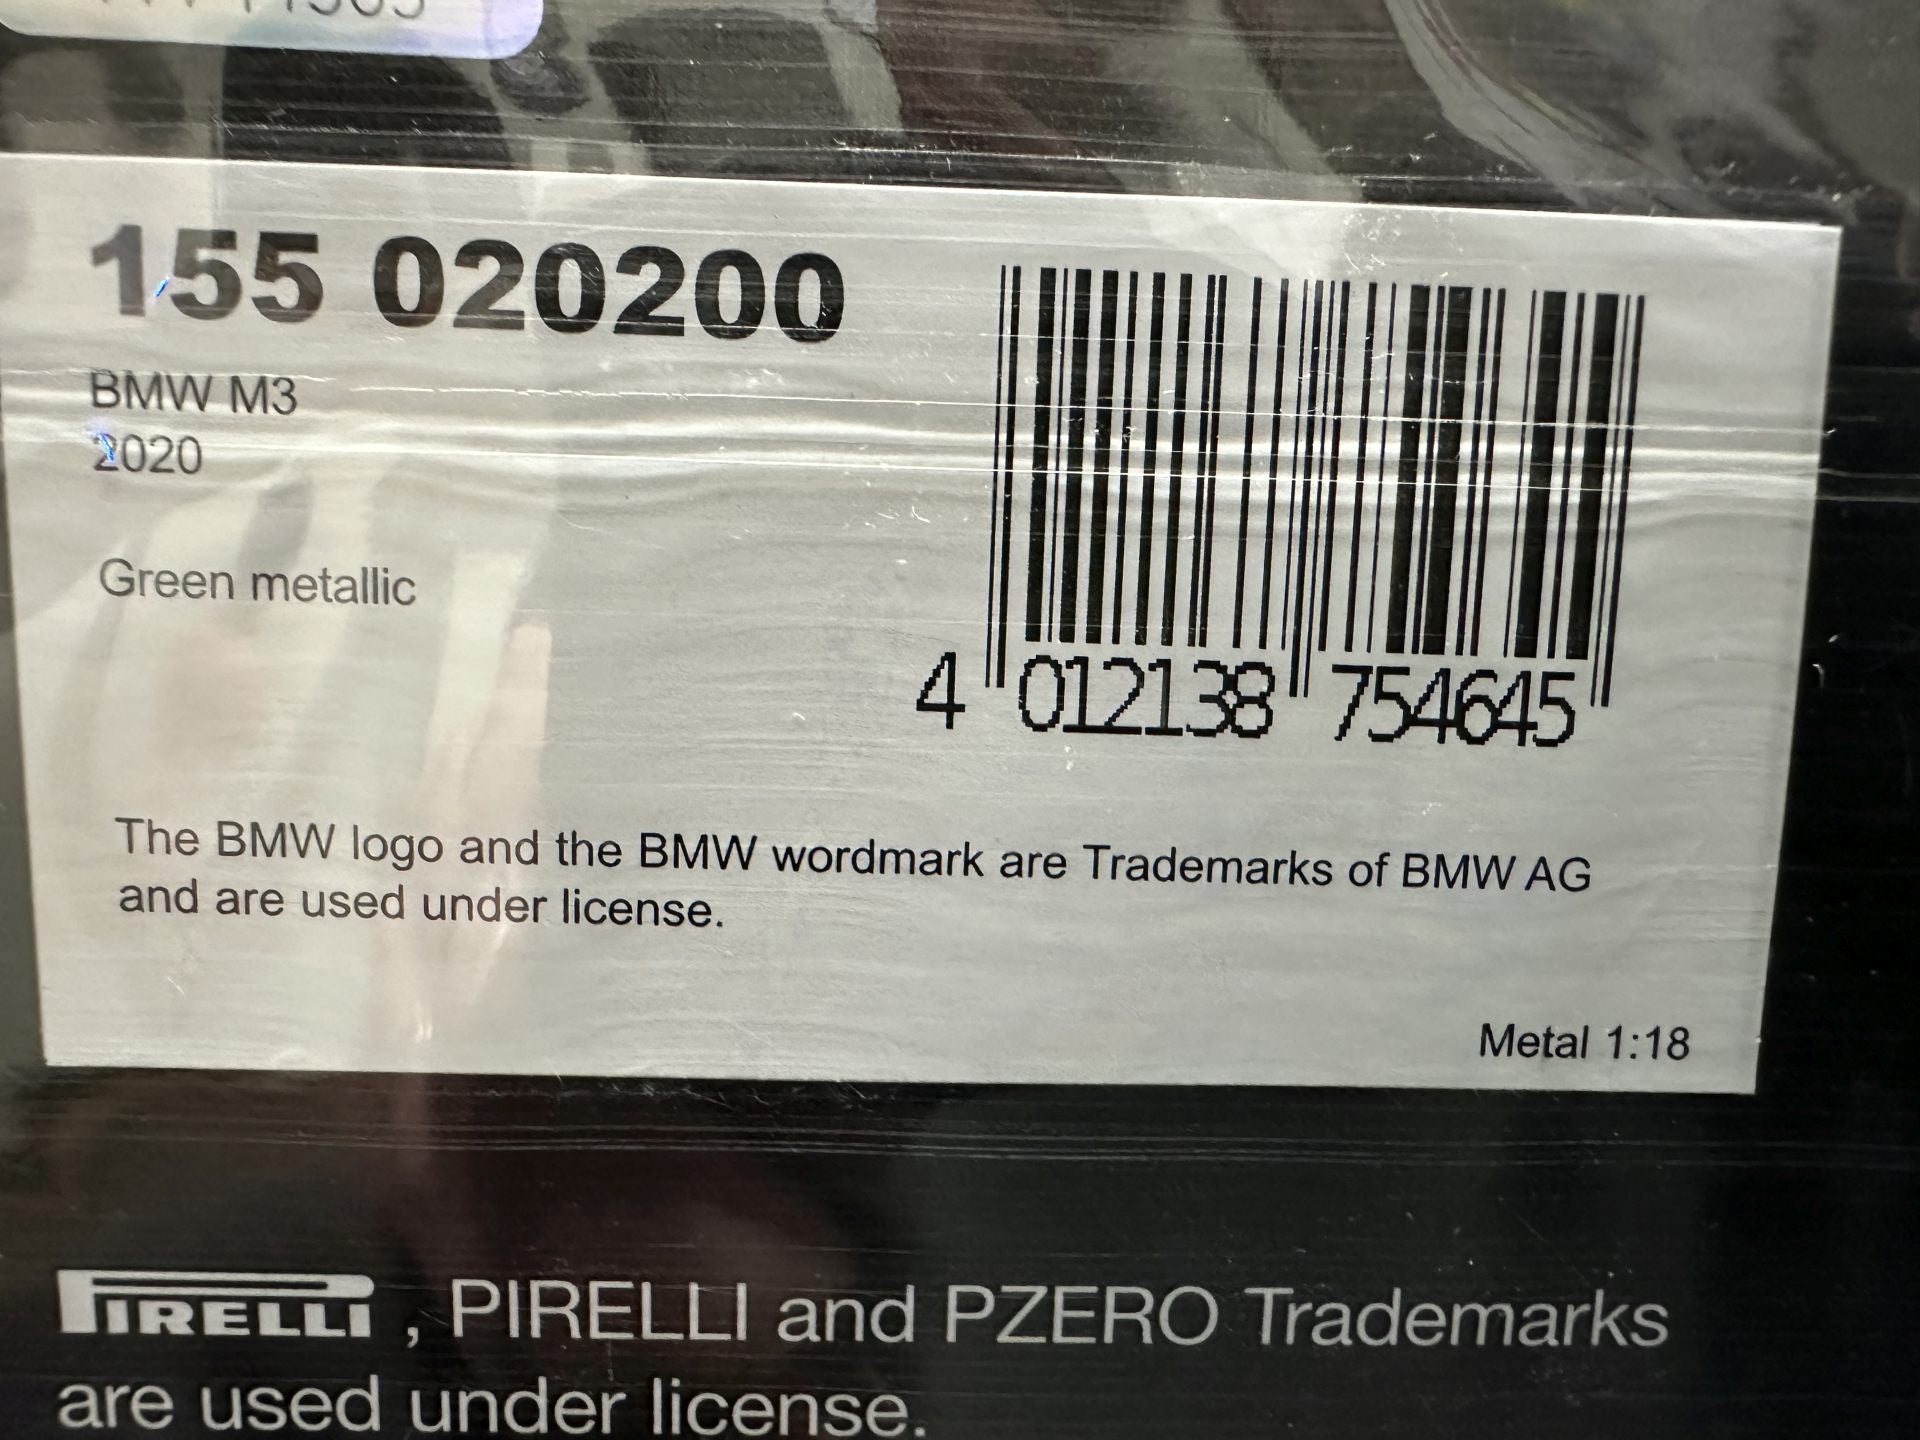 155 020200
BMW M3
2020
Green metallic
4 012138 754645
The BMW logo and the BMW wordmark are Trademarks of BMW AG
and are used under license.
Metal 1:18
PIRELLI, PIRELLI and PZERO Trademarks
are used under license.